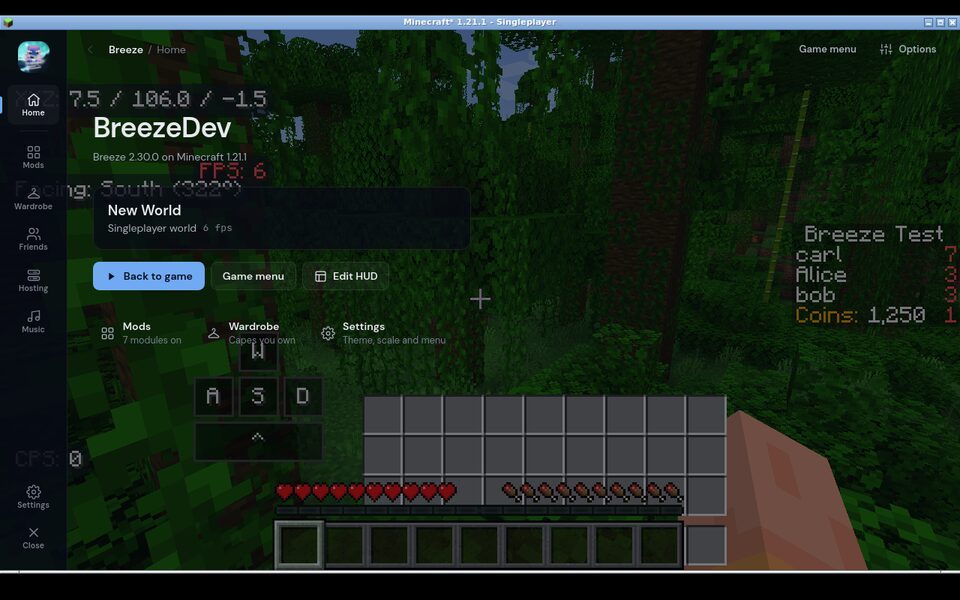 Minecraft* 1.21.1 - Singleplayer
Breeze / Home
Game menu
Options
7.5 / 106.0 / -1.5
Home
BreezeDev
Breeze 2.30.0 on Minecraft 1.21.1
Mods
FPS: 6
Facing: South (322°)
Wardrobe
New World
Singleplayer world 6 fps
Friends
Breeze Test
carl 7
Alice 3
bob 3
Coins: 1,250 1
Back to game
Game menu
Edit HUD
Hosting
Music
Mods
7 modules on
Wardrobe
Capes you own
Settings
Theme, scale and menu
W
A S D
^
CPS: 0
Settings
Close